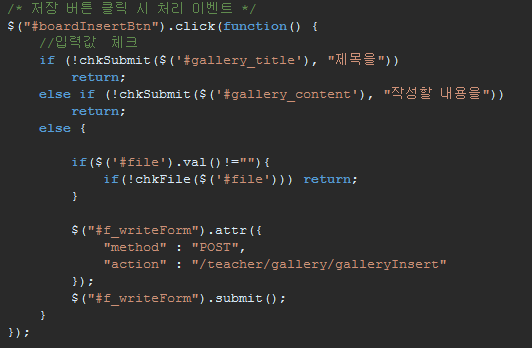 /* 저장 버튼 클릭 시 처리 이벤트 */
$("#boardInsertBtn").click(function() {
//입력값 체크
if (!chkSubmit($('#gallery_title'), "제목을"))
return;
else if (!chkSubmit($('#gallery_content'), "작성할 내용을"))
return;
else {
if($('#file').val()!=""){
if(!chkFile($('#file'))) return;
}
$("#f_writeForm").attr({
"method" : "POST",
"action" : "/teacher/gallery/galleryInsert"
});
$("#f_writeForm").submit();
}
});